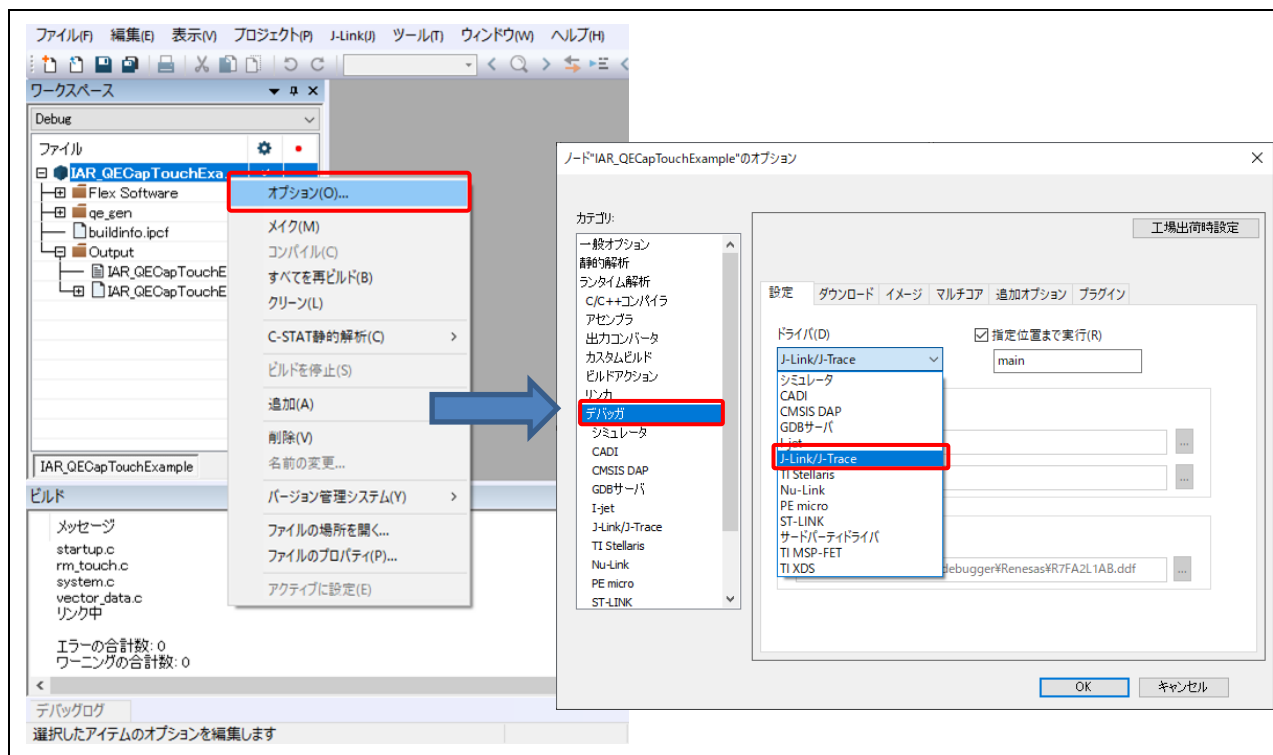 ファイル(F) 編集(E) 表示(V) プロジェクト(P) J-Link(J) ツール(T) ウィンドウ(W) ヘルプ(H)
ワークスペース
Debug
ファイル
IAR_QECapTouchExa
Flex Software
qe_gen
buildinfo.ipcf
Output
IAR_QECapTouchE
IAR_QECapTouchE
IAR_QECapTouchExample
オプション(O)...
メイク(M)
コンパイル(C)
すべてを再ビルド(B)
クリーン(L)
C-STAT静的解析(C)
ビルドを停止(S)
追加(A)
削除(V)
名前の変更...
バージョン管理システム(Y)
ファイルの場所を開く...
ファイルのプロパティ(P)...
アクティブに設定(E)
ビルド
メッセージ
startup.c
rm_touch.c
system.c
vector_data.c
リンク中
エラーの合計数: 0
ワーニングの合計数: 0
デバッグログ
選択したアイテムのオプションを編集します
ノード"IAR_QECapTouchExample"のオプション
カテゴリ:
一般オプション
静的解析
ランタイム解析
C/C++コンパイラ
アセンブラ
出力コンバータ
カスタムビルド
ビルドアクション
リンカ
デバッガ
シミュレータ
CADI
CMSIS DAP
GDBサーバ
I-jet
J-Link/J-Trace
TI Stellaris
Nu-Link
PE micro
ST-LINK
工場出荷時設定
設定 ダウンロード イメージ マルチコア 追加オプション プラグイン
ドライバ(D)
指定位置まで実行(R)
J-Link/J-Trace
main
シミュレータ
CADI
CMSIS DAP
GDBサーバ
I-jet
J-Link/J-Trace
TI Stellaris
Nu-Link
PE micro
ST-LINK
サードパーティドライバ
TI MSP-FET
TI XDS
debugger¥Renesas¥R7FA2L1AB.ddf
...
...
...
OK
キャンセル